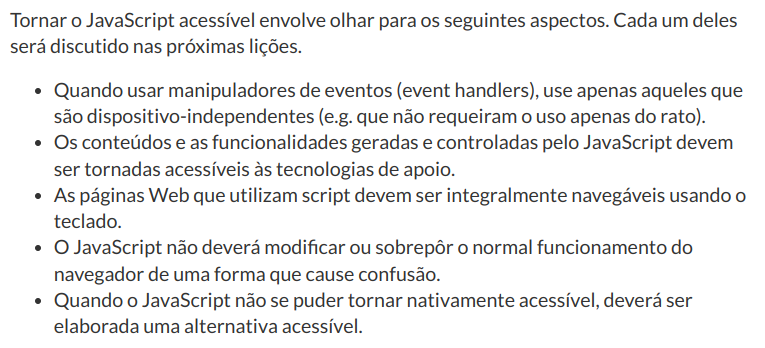 Tornar o JavaScript acessível envolve olhar para os seguintes aspectos. Cada um deles
será discutido nas próximas lições.
• Quando usar manipuladores de eventos (event handlers), use apenas aqueles que
são dispositivo-independentes (e.g. que não requeiram o uso apenas do rato).
• Os conteúdos e as funcionalidades geradas e controladas pelo JavaScript devem
ser tornadas acessíveis às tecnologias de apoio.
• As páginas Web que utilizam script devem ser integralmente navegáveis usando o
teclado.
• O JavaScript não deverá modificar ou sobrepôr o normal funcionamento do
navegador de uma forma que cause confusão.
• Quando o JavaScript não se puder tornar nativamente acessível, deverá ser
elaborada uma alternativa acessível.